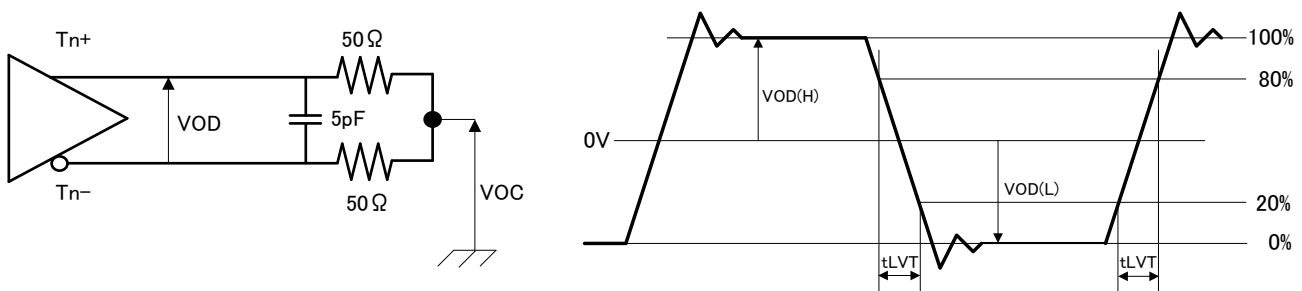 Tn+
50Ω
VOD
5pF
Tn−
50Ω
VOC
100%
80%
VOD(H)
0V
VOD(L)
20%
0%
tLVT
tLVT